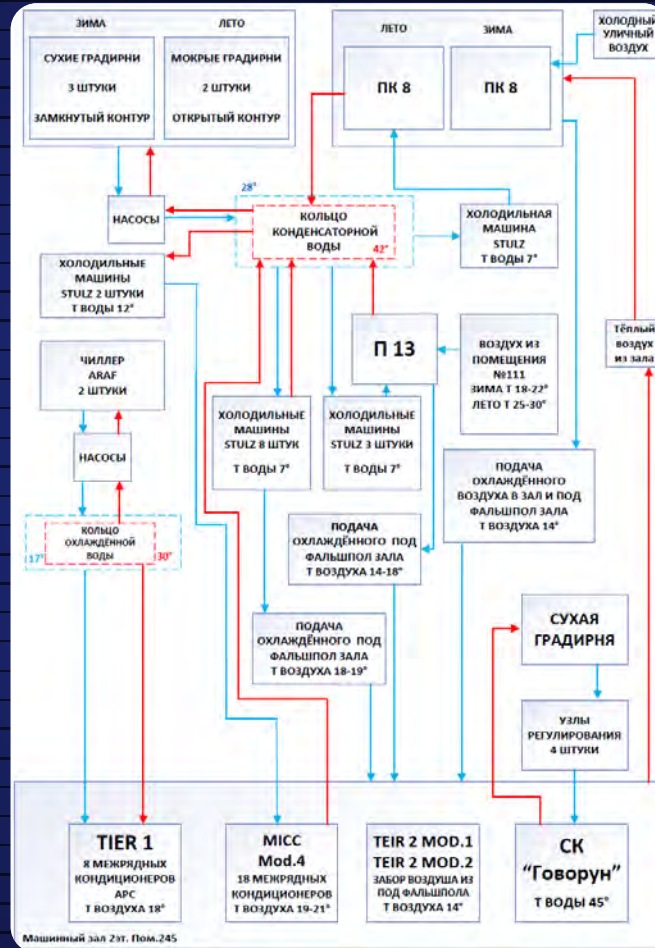 ЗИМА
ЛЕТО
СУХИЕ ГРАДИРНИ
3 ШТУКИ
ЗАМКНУТЫЙ КОНТУР
МОКРЫЕ ГРАДИРНИ
2 ШТУКИ
ОТКРЫТЫЙ КОНТУР
ЛЕТО
ЗИМА
ПК 8
ПК 8
ХОЛОДНЫЙ
УЛИЧНЫЙ
ВОЗДУХ
НАСОСЫ
28°
КОЛЬЦО
КОНДЕНСАТОРНОЙ
ВОДЫ
42°
ХОЛОДИЛЬНАЯ
МАШИНА
STULZ
Т ВОДЫ 7°
ХОЛОДИЛЬНЫЕ
МАШИНЫ
STULZ 2 ШТУКИ
Т ВОДЫ 12°
П 13
ВОЗДУХ ИЗ
ПОМЕЩЕНИЯ
№111
ЗИМА Т 18-22°
ЛЕТО Т 25-30°
Тёплый
воздух
из зала
ЧИЛЛЕР
ARAF
2 ШТУКИ
НАСОСЫ
ХОЛОДИЛЬНЫЕ
МАШИНЫ
STULZ 8 ШТУК
Т ВОДЫ 7°
ХОЛОДИЛЬНЫЕ
МАШИНЫ
STULZ 3 ШТУКИ
Т ВОДЫ 7°
ПОДАЧА
ОХЛАЖДЁННОГО
ВОЗДУХА В ЗАЛ И ПОД
ФАЛЬШПОЛ ЗАЛА
Т ВОЗДУХА 14°
17°
КОЛЬЦО
ОХЛАЖДЁННОЙ
ВОДЫ
30°
ПОДАЧА
ОХЛАЖДЁННОГО ПОД
ФАЛЬШПОЛ ЗАЛА
Т ВОЗДУХА 14-18°
ПОДАЧА
ОХЛАЖДЁННОГО ПОД
ФАЛЬШПОЛ ЗАЛА
Т ВОЗДУХА 18-19°
СУХАЯ
ГРАДИРНЯ
УЗЛЫ
РЕГУЛИРОВАНИЯ
4 ШТУКИ
TIER 1
8 МЕЖРЯДНЫХ
КОНДИЦИОНЕРОВ
APC
Т ВОЗДУХА 18°
MICC
Mod.4
18 МЕЖРЯДНЫХ
КОНДИЦИОНЕРОВ
Т ВОЗДУХА 19-21°
TEIR 2 MOD.1
TEIR 2 MOD.2
ЗАБОР ВОЗДУША ИЗ
ПОД ФАЛЬШПОЛА
Т ВОЗДУХА 14°
СК
"Говорун"
Т ВОДЫ 45°
Машинный зал 2эт. Пом.245